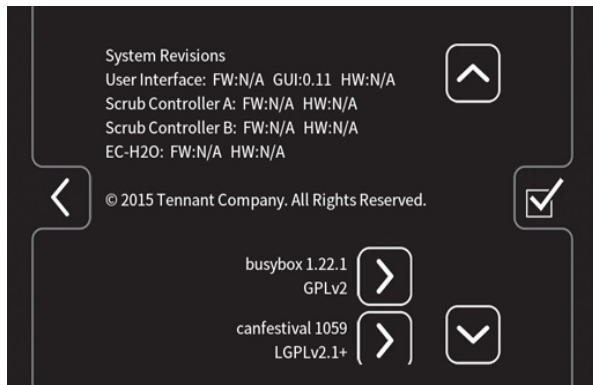 System Revisions
User Interface: FW:N/A GUI:0.11 HW:N/A
Scrub Controller A: FW:N/A HW:N/A
Scrub Controller B: FW:N/A HW:N/A
EC-H2O: FW:N/A HW:N/A
© 2015 Tennant Company. All Rights Reserved.
busybox 1.22.1
GPLv2
canfestival 1059
LGPLv2.1+